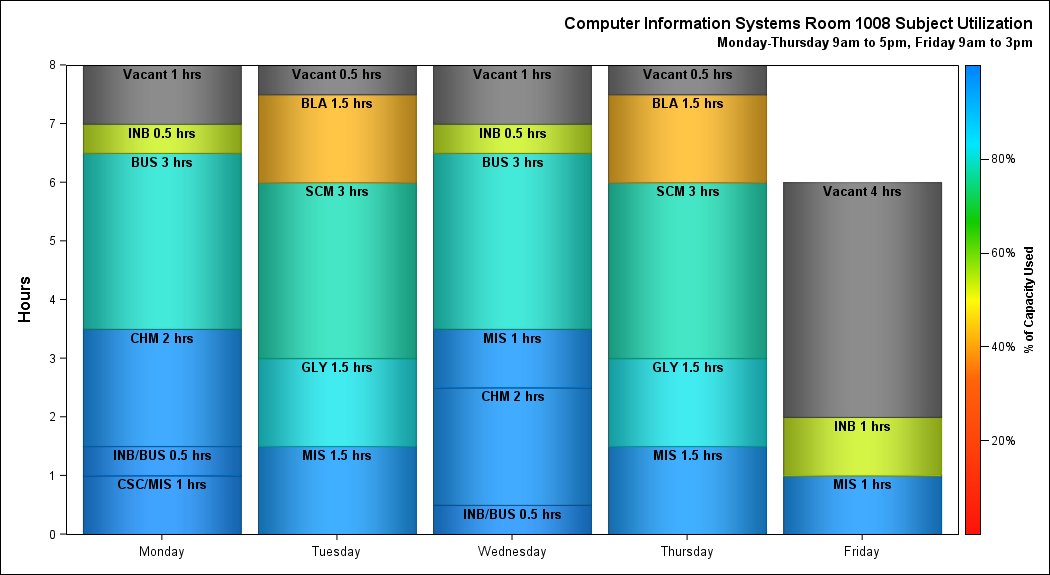 Computer Information Systems Room 1008 Subject Utilization
Monday-Thursday 9am to 5pm, Friday 9am to 3pm
Hours
8
7
6
5
4
3
2
1
0
Vacant 1 hrs
INB 0.5 hrs
BUS 3 hrs
CHM 2 hrs
INB/BUS 0.5 hrs
CSC/MIS 1 hrs
Monday
Vacant 0.5 hrs
BLA 1.5 hrs
SCM 3 hrs
GLY 1.5 hrs
MIS 1.5 hrs
Tuesday
Vacant 1 hrs
INB 0.5 hrs
BUS 3 hrs
MIS 1 hrs
CHM 2 hrs
INB/BUS 0.5 hrs
Wednesday
Vacant 0.5 hrs
BLA 1.5 hrs
SCM 3 hrs
GLY 1.5 hrs
MIS 1.5 hrs
Thursday
Vacant 4 hrs
INB 1 hrs
MIS 1 hrs
Friday
80%
60%
40%
20%
% of Capacity Used